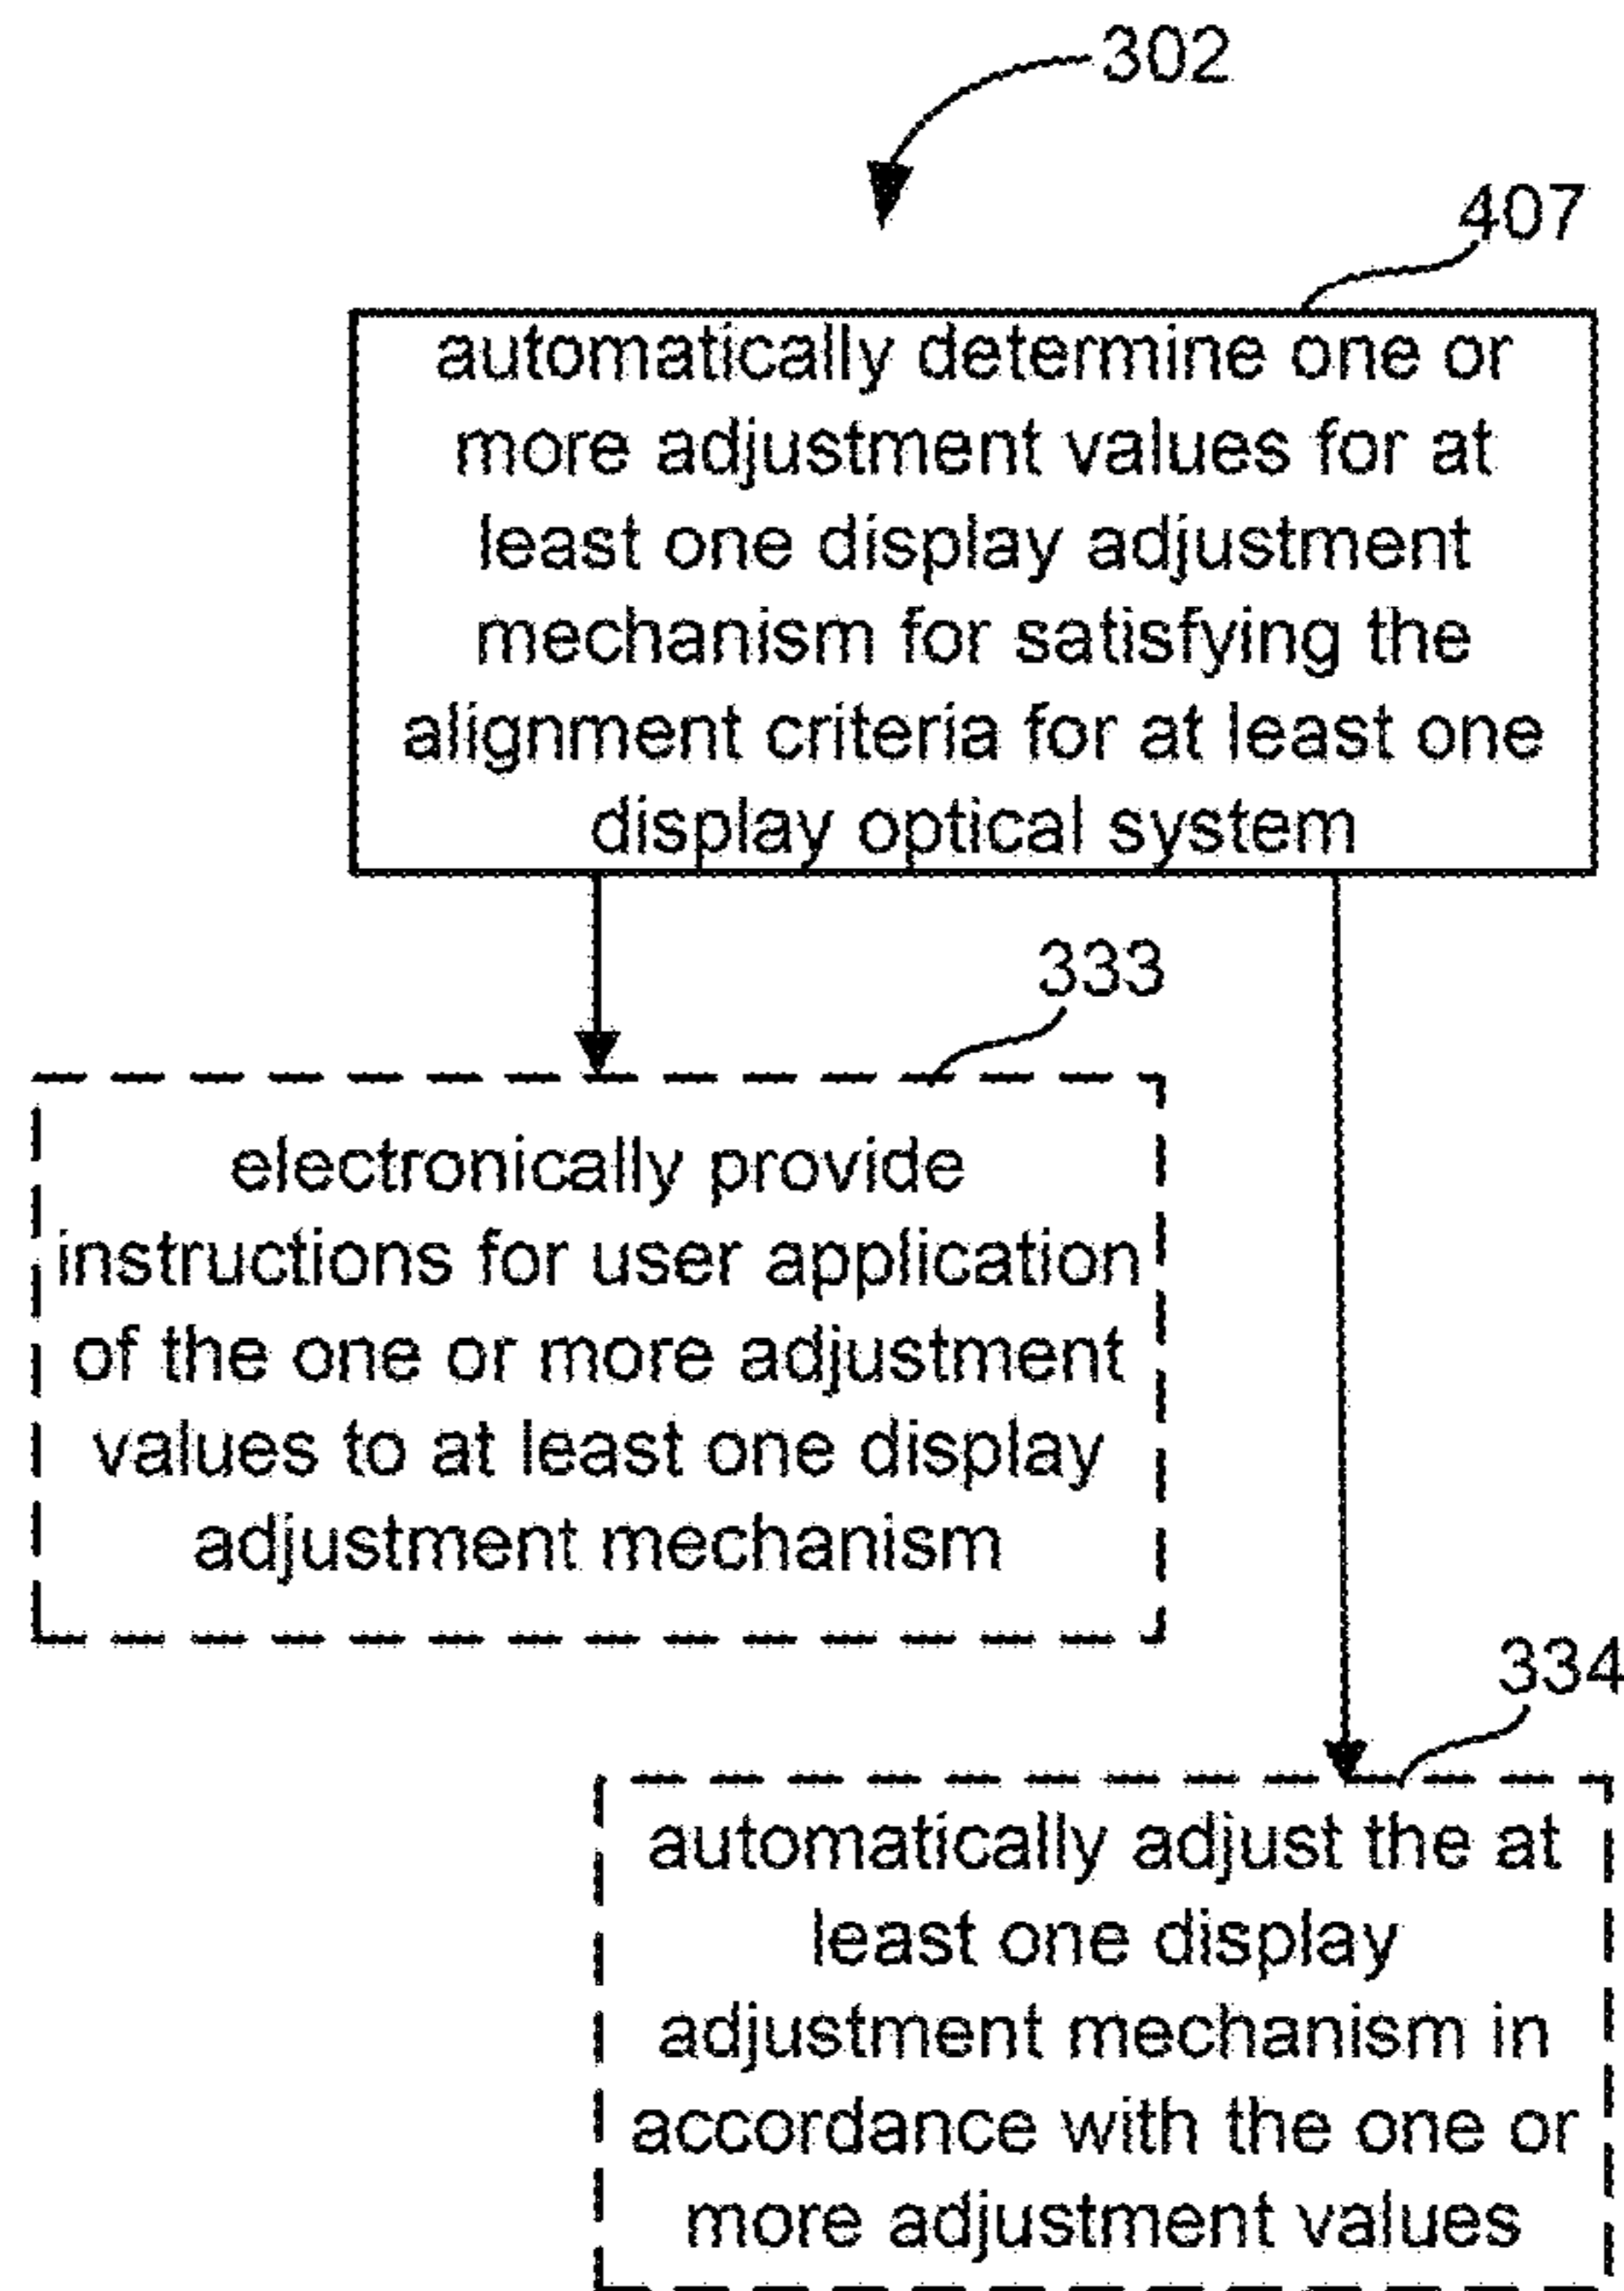 302
407
automatically determine one or
more adjustment values for at
least one display adjustment
mechanism for satisfying the
alignment criteria for at least one
display optical system
333
electronically provide
instructions for user application
of the one or more adjustment
values to at least one display
adjustment mechanism
334
automatically adjust the at
least one display
adjustment mechanism in
accordance with the one or
more adjustment values